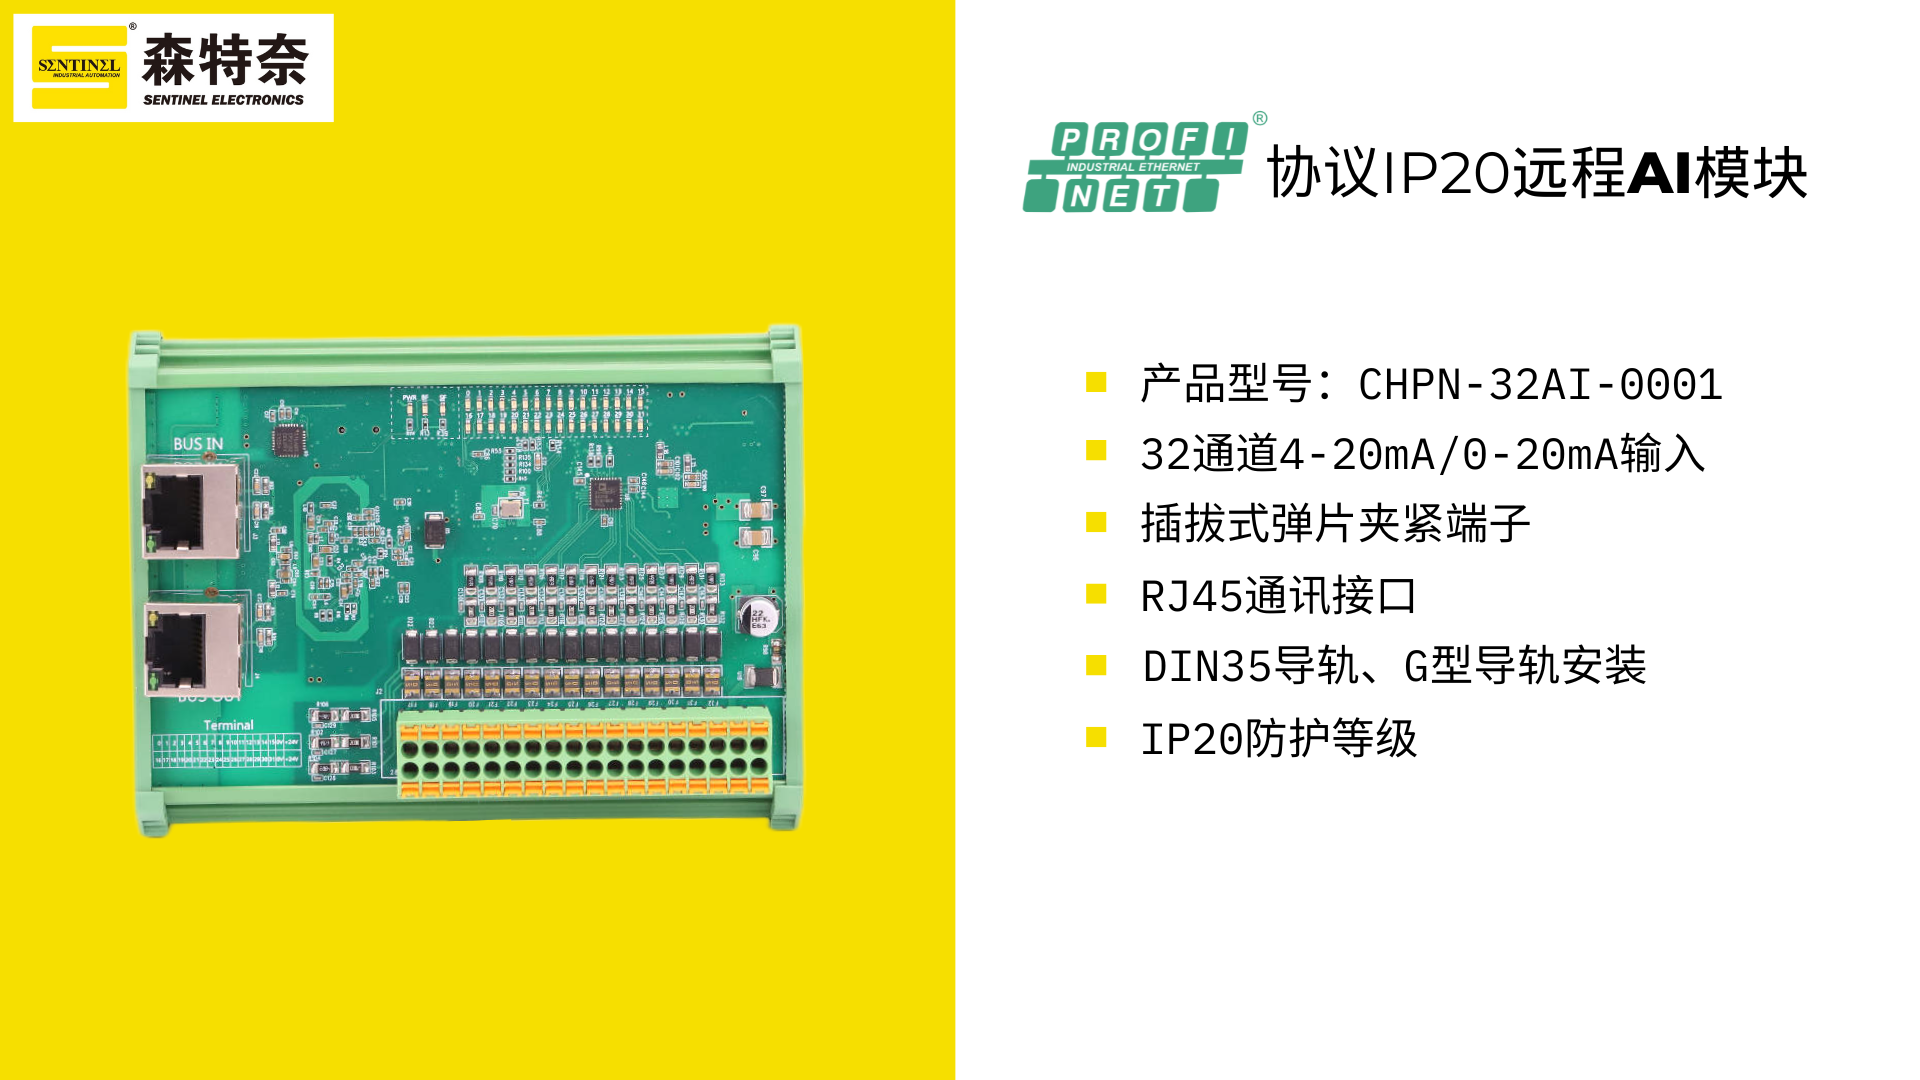 SENTINEL
INDUSTRIAL AUTOMATION
®
森特奈
SENTINEL ELECTRONICS
PROFI
®
INDUSTRIAL ETHERNET
NET
协议IP20远程AI模块
产品型号：CHPN-32AI-0001
32通道4-20mA/0-20mA输入
插拔式弹片夹紧端子
RJ45通讯接口
DIN35导轨、G型导轨安装
IP20防护等级
BUS IN
BUS OUT
Terminal